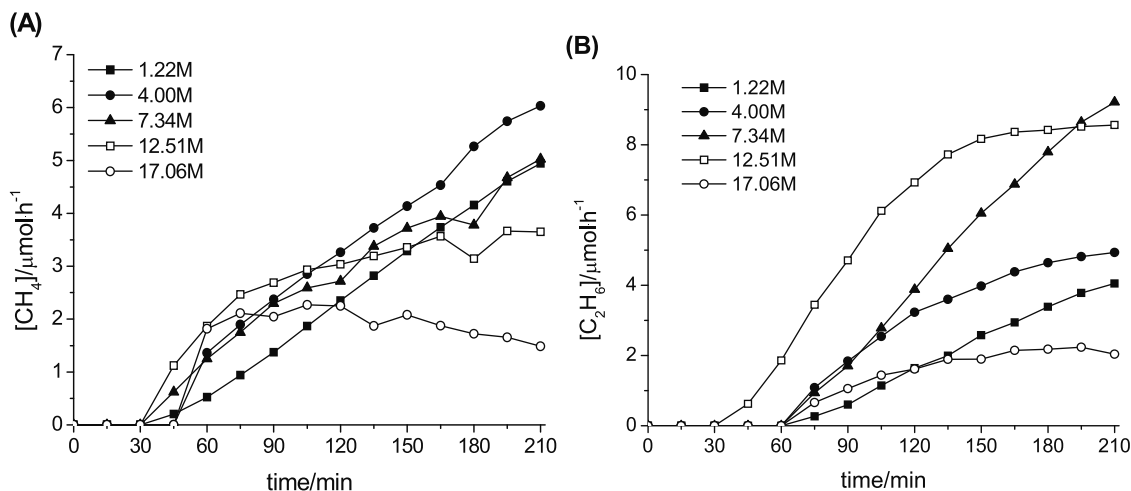 (A)
[CH₄]/μmol·h⁻¹
7
6
5
4
3
2
1
0
1.22M
4.00M
7.34M
12.51M
17.06M
0 30 60 90 120 150 180 210
time/min
(B)
[C₂H₆]/μmol·h⁻¹
10
8
6
4
2
0
1.22M
4.00M
7.34M
12.51M
17.06M
0 30 60 90 120 150 180 210
time/min